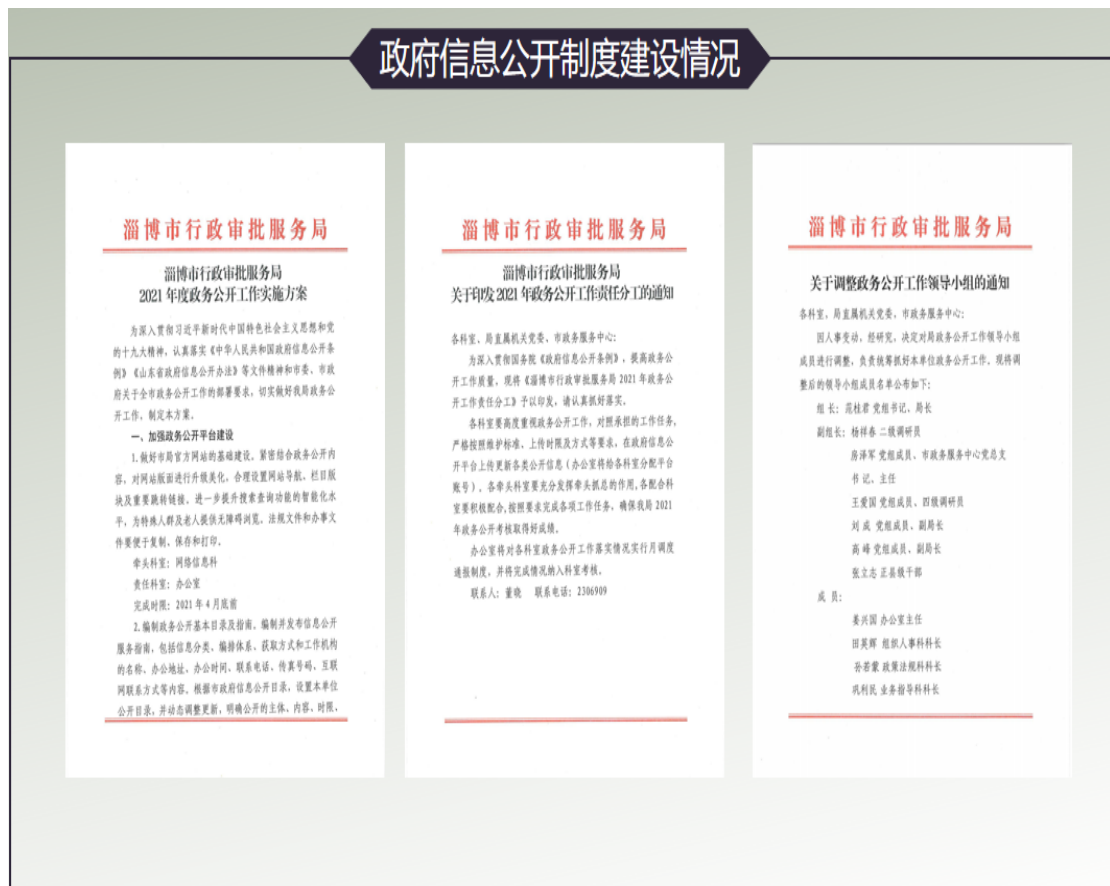 政府信息公开制度建设情况
淄博市行政审批服务局
淄博市行政审批服务局
2021 年度政务公开工作实施方案
为深入贯彻习近平新时代中国特色社会主义思想和党
的十九大精神，认真落实《中华人民共和国政府信息公开条
例》《山东省政府信息公开办法》等文件精神和市委、市政
府关于全市政务公开工作的部署要求，切实做好我局政务公
开工作，制定本方案。
一、加强政务公开平台建设
1.做好市局官方网站的基础建设。紧密结合政务公开内
容，对网站版面进行升级美化，合理设置网站导航、栏目版
块及重要跳转链接。进一步提升搜索查询功能的智能化水
平，为特殊人群及老人提供无障碍浏览。法规文件和办事文
件要便于复制、保存和打印。
牵头科室：网络信息科
责任科室：办公室
完成时限：2021 年 4 月底前
2.编制政务公开基本目录及指南。编制并发布信息公开
服务指南，包括信息分类、编排体系、获取方式和工作机构
的名称、办公地址、办公时间、联系电话、传真号码、互联
网联系方式等内容。根据市政府信息公开目录，设置本单位
公开目录，并动态调整更新，明确公开的主体、内容、时限、
淄博市行政审批服务局
淄博市行政审批服务局
关于印发 2021 年政务公开工作责任分工的通知
各科室、局直属机关党委、市政务服务中心：
为深入贯彻国务院《政府信息公开条例》，提高政务公
开工作质量，现将《淄博市行政审批服务局 2021 年政务公
开工作责任分工》予以印发，请认真抓好落实。
各科室要高度重视政务公开工作，对照承担的工作任务，
严格按照维护标准、上传时限及方式等要求，在政府信息公
开平台上传更新各类公开信息（办公室将给各科室分配平台
账号）。各牵头科室要充分发挥牵头抓总的作用,各配合科
室要积极配合,按照要求完成各项工作任务，确保我局 2021
年政务公开考核取得好成绩。
办公室将对各科室政务公开工作落实情况实行月调度
通报制度，并将完成情况纳入科室考核。
联系人：董晓 联系电话：2306909
淄博市行政审批服务局
关于调整政务公开工作领导小组的通知
各科室，局直属机关党委，市政务服务中心：
因人事变动，经研究，决定对局政务公开工作领导小组
成员进行调整，负责统筹抓好本单位政务公开工作。现将调
整后的领导小组成员名单公布如下：
组 长：范桂君 党组书记、局长
副组长：杨祥春 二级调研员
房泽军 党组成员、市政务服务中心党总支
书 记、主任
王爱国 党组成员、四级调研员
刘 成 党组成员、副局长
高 峰 党组成员、副局长
张立志 正县级干部
成 员：
姜兴国 办公室主任
田英辉 组织人事科科长
孙若蒙 政策法规科科长
巩利民 业务指导科科长